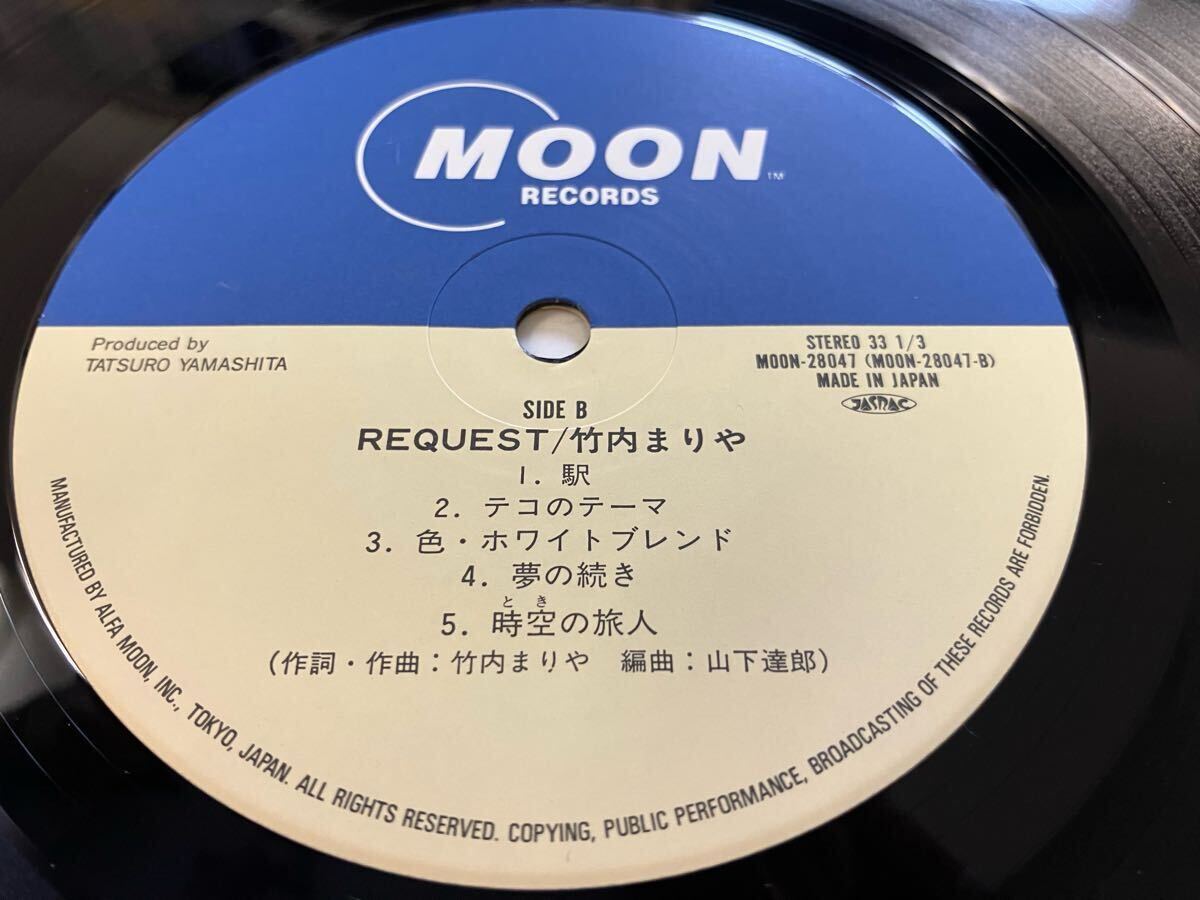 MOON™
RECORDS
Produced by
TATSURO YAMASHITA
STEREO 33 1/3
MOON-28047 (MOON-28047-B)
MADE IN JAPAN
JASRAC
SIDE B
REQUEST/竹内まりや
1. 駅
2. テコのテーマ
3. 色・ホワイトブレンド
4. 夢の続き
とき
5. 時空の旅人
(作詞・作曲:竹内まりや 編曲:山下達郎)
MANUFACTURED BY ALFA MOON, INC., TOKYO, JAPAN. ALL RIGHTS RESERVED. COPYING, PUBLIC PERFORMANCE, BROADCASTING OF THESE RECORDS ARE FORBIDDEN.